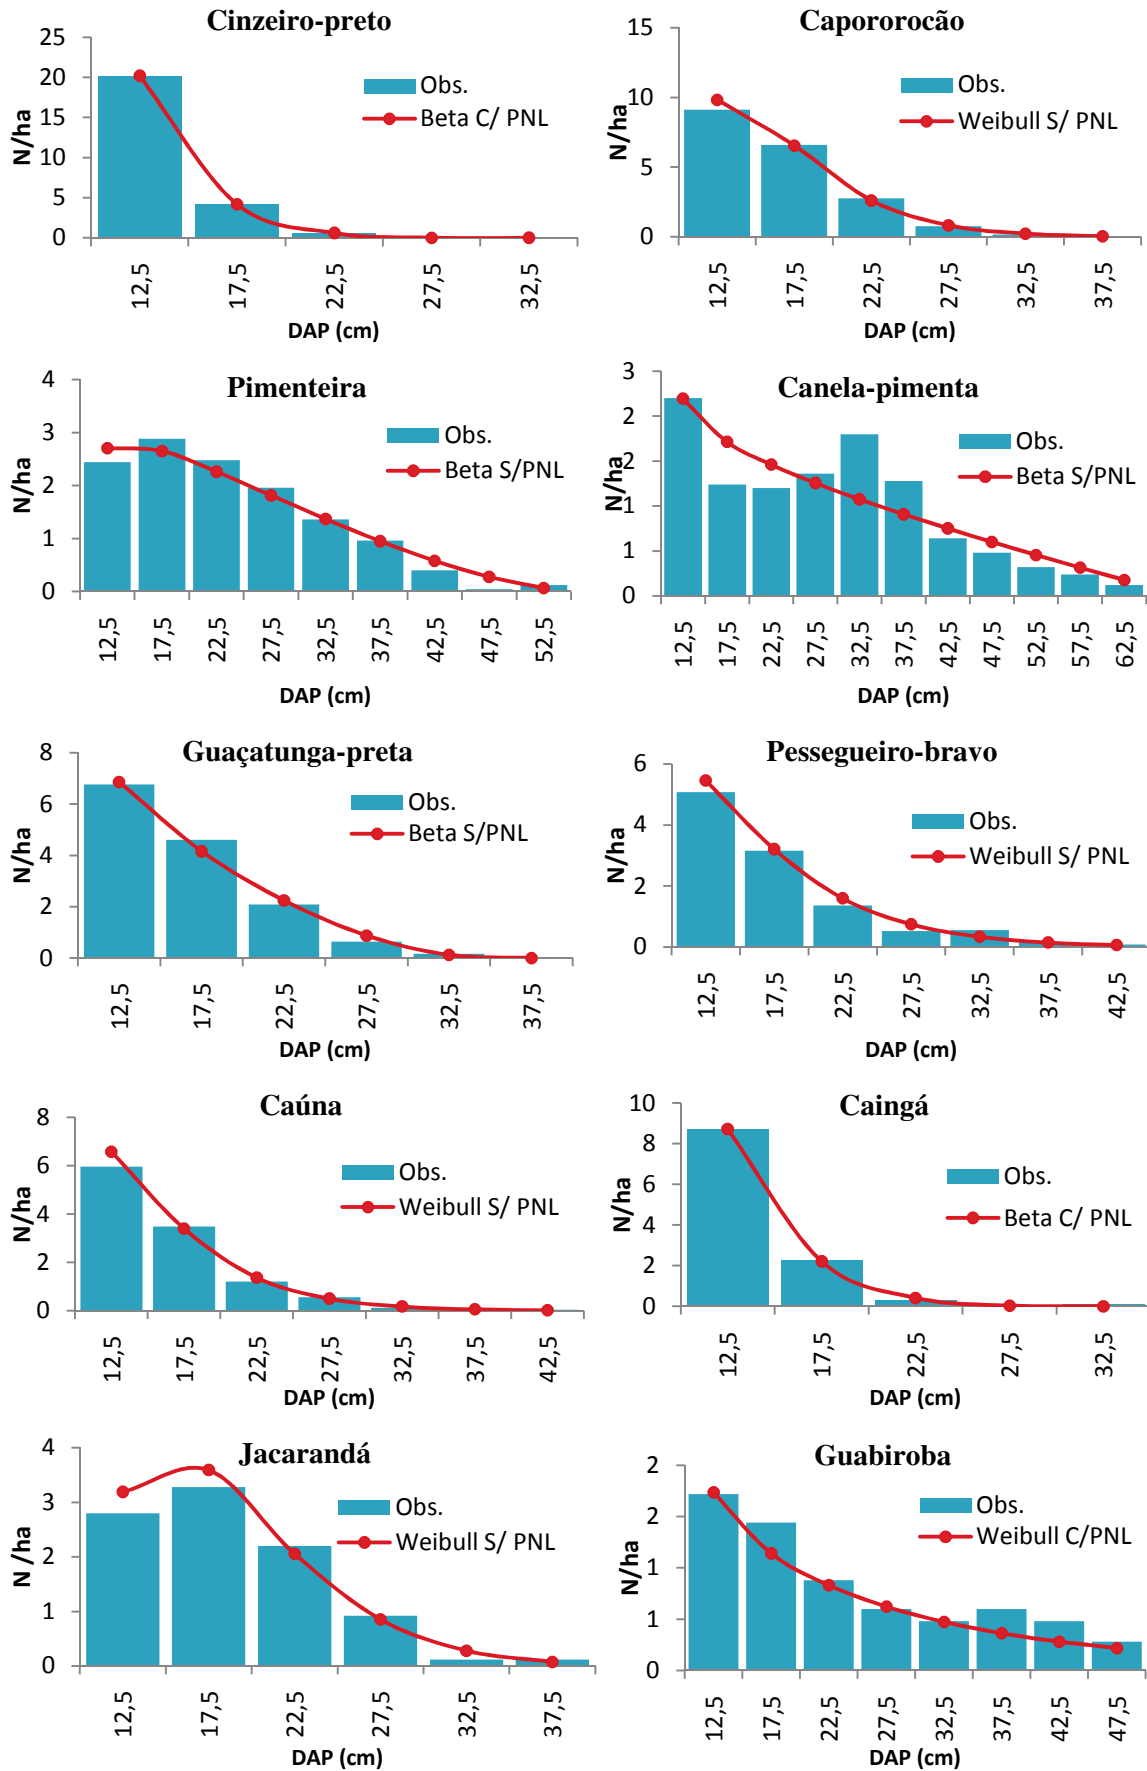 Cinzeiro-preto
25
20
15
10
5
0
N/ha
Obs.
Beta C/ PNL
12,5
17,5
22,5
27,5
32,5
DAP (cm)
Capororocão
15
10
5
0
N/ha
Obs.
Weibull S/ PNL
12,5
17,5
22,5
27,5
32,5
37,5
DAP (cm)
Pimenteira
4
3
2
1
0
N/ha
Obs.
Beta S/PNL
12,5
17,5
22,5
27,5
32,5
37,5
42,5
47,5
52,5
DAP (cm)
Canela-pimenta
3
2
2
1
1
0
N/ha
Obs.
Beta S/PNL
12,5
17,5
22,5
27,5
32,5
37,5
42,5
47,5
52,5
57,5
62,5
DAP (cm)
Guaçatunga-preta
8
6
4
2
0
N/ha
Obs.
Beta S/PNL
12,5
17,5
22,5
27,5
32,5
37,5
DAP (cm)
Pessegueiro-bravo
6
4
2
0
N/ha
Obs.
Weibull S/ PNL
12,5
17,5
22,5
27,5
32,5
37,5
42,5
DAP (cm)
Caúna
8
6
4
2
0
N/ha
Obs.
Weibull S/ PNL
12,5
17,5
22,5
27,5
32,5
37,5
42,5
DAP (cm)
Caingá
10
8
6
4
2
0
N/ha
Obs.
Beta C/ PNL
12,5
17,5
22,5
27,5
32,5
DAP (cm)
Jacarandá
4
3
2
1
0
N /ha
Obs.
Weibull S/ PNL
12,5
17,5
22,5
27,5
32,5
37,5
DAP (cm)
Guabiroba
2
2
1
1
0
N/ha
Obs.
Weibull C/PNL
12,5
17,5
22,5
27,5
32,5
37,5
42,5
47,5
DAP (cm)